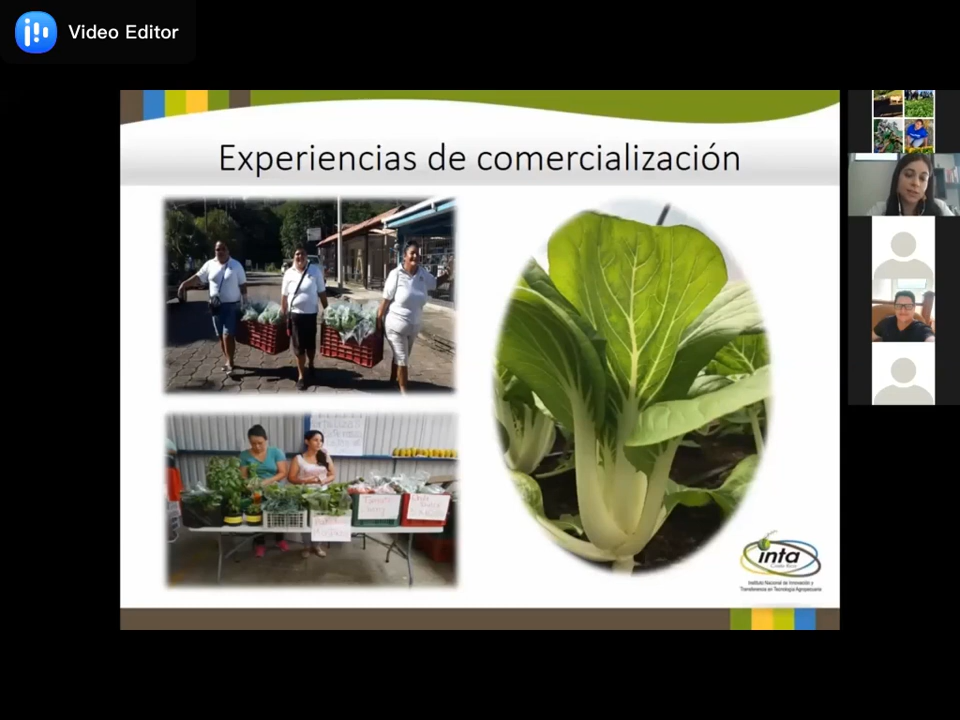 Video Editor
Experiencias de comercialización
inta
Costa Rica
Instituto Nacional de Innovación y
Transferencia en Tecnología Agropecuaria